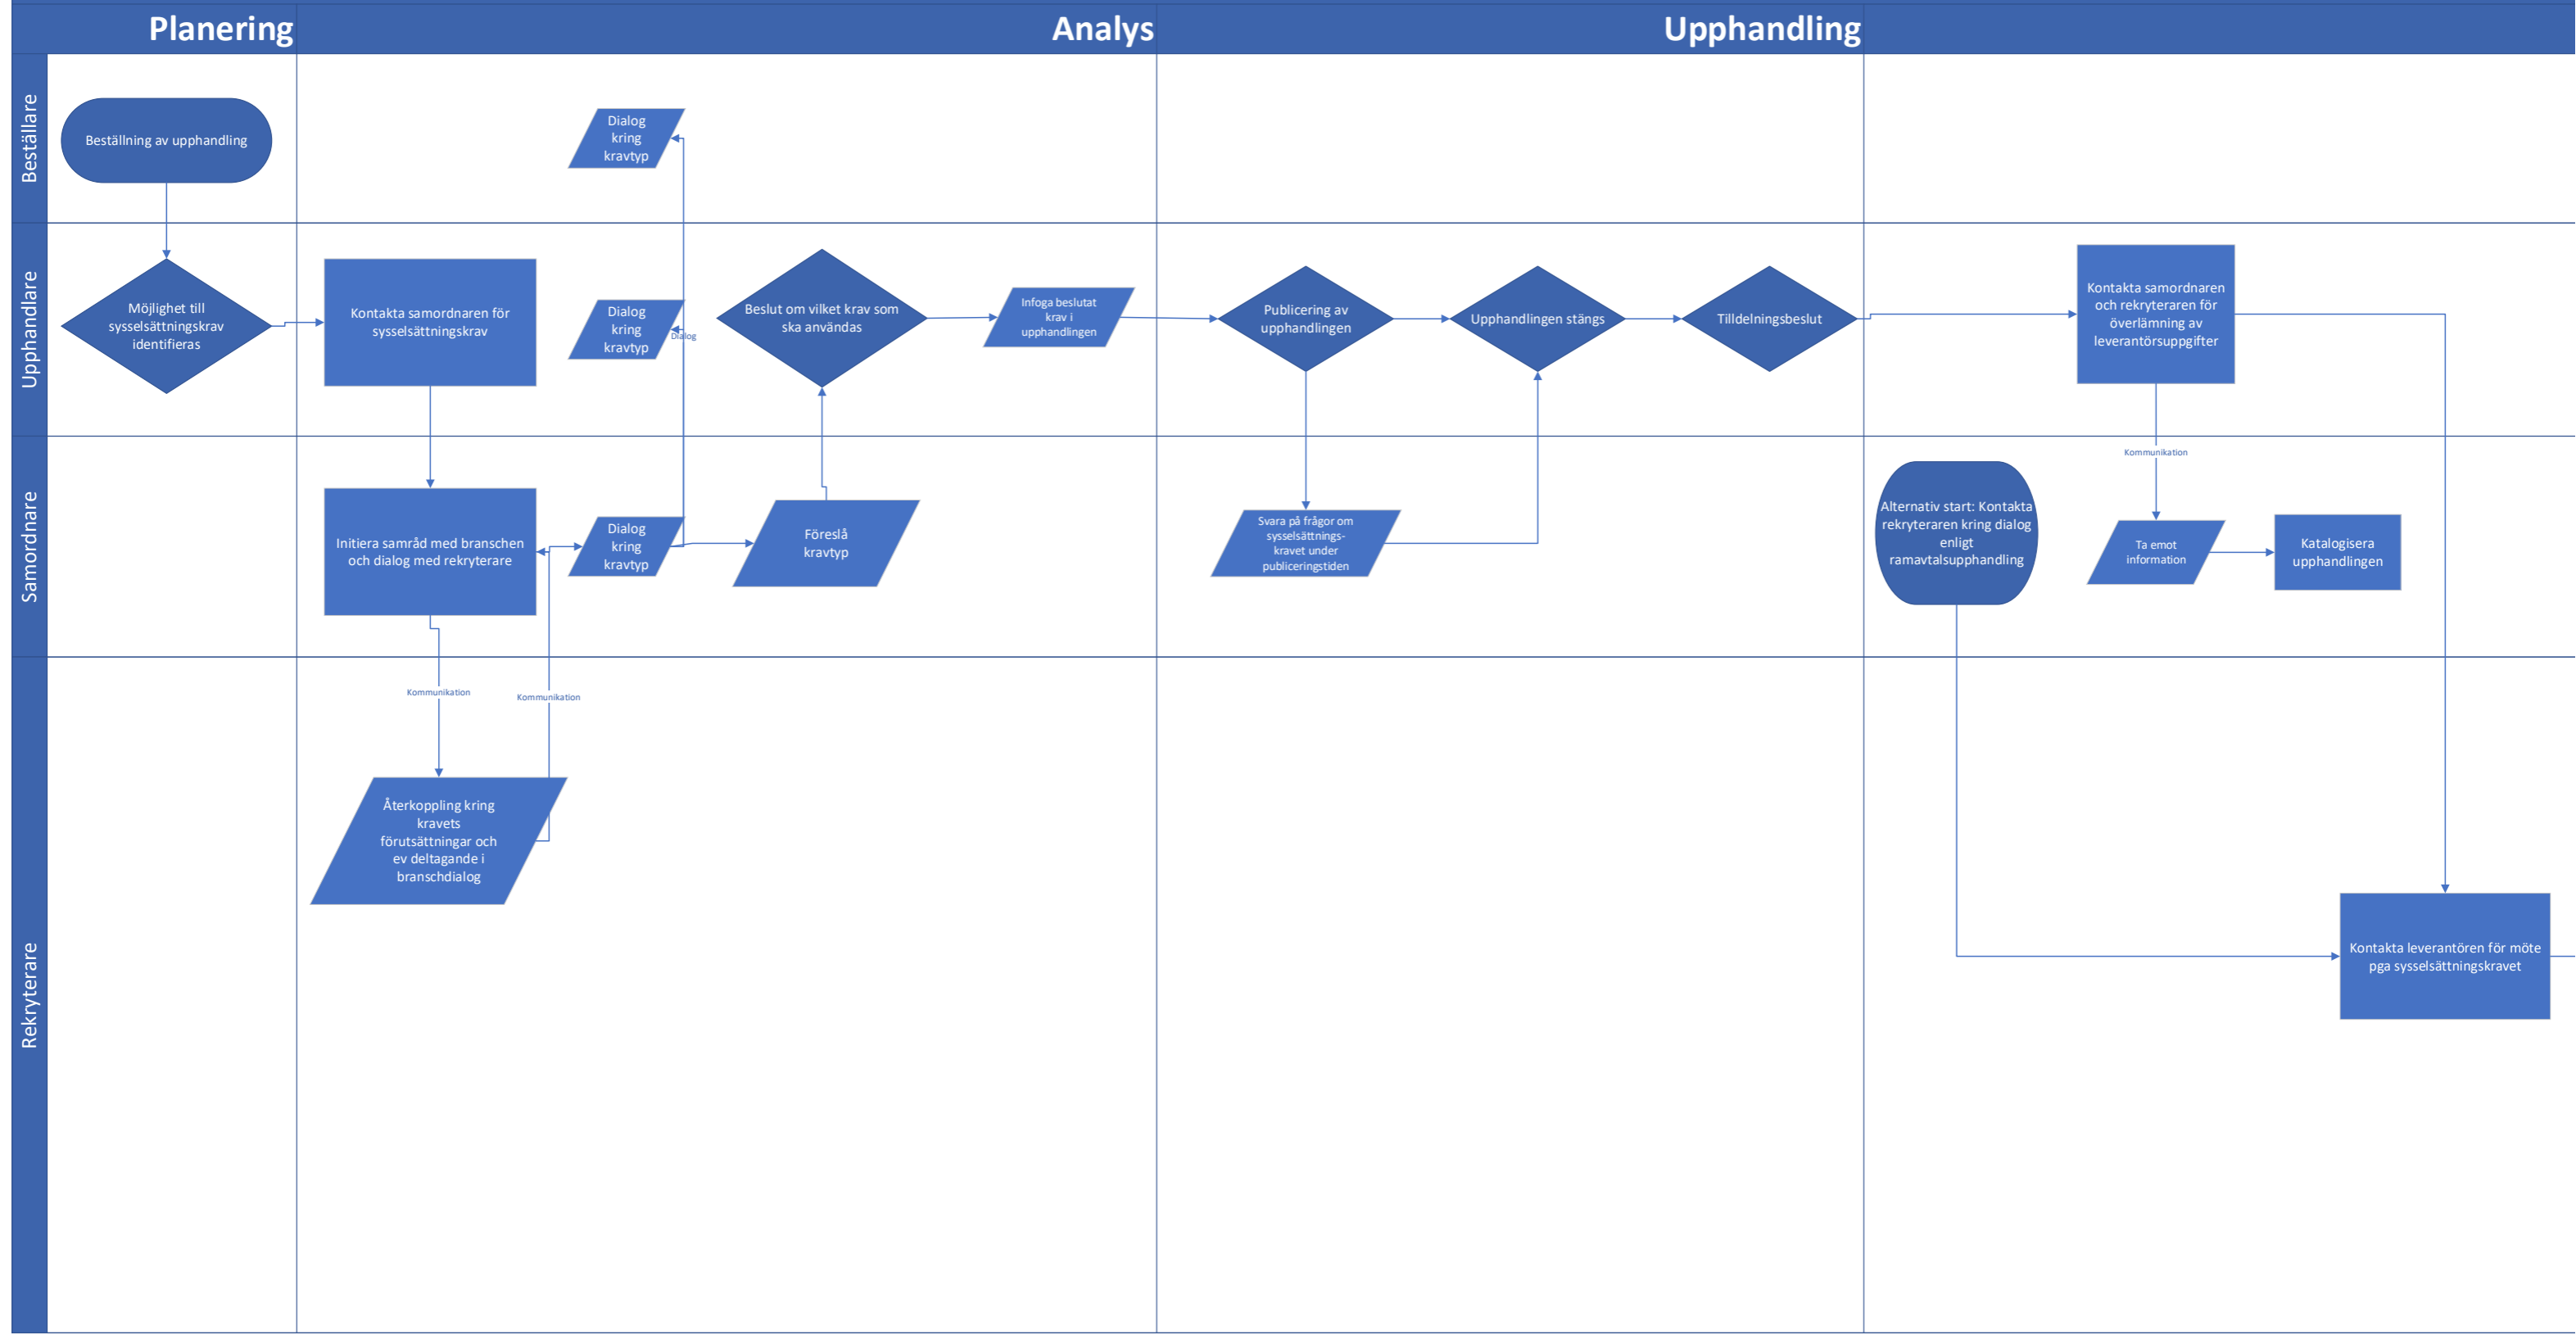 Planering
Analys
Upphandling
Beställare
Beställning av upphandling
Dialog
kring
kravtyp
Upphandlare
Möjlighet till
sysselsättningskrav
identifieras
Kontakta samordnaren för
sysselsättningskrav
Dialog
kring
kravtyp
Dialog
Beslut om vilket krav som
ska användas
Infoga beslutat
krav i
upphandlingen
Publicering av
upphandlingen
Upphandlingen stängs
Tilldelningsbeslut
Kontakta samordnaren
och rekryteraren för
överlämning av
leverantörsuppgifter
Samordnare
Initiera samråd med branschen
och dialog med rekryterare
Dialog
kring
kravtyp
Föreslå
kravtyp
Svara på frågor om
sysselsättnings-
kravet under
publiceringstiden
Alternativ start: Kontakta
rekryteraren kring dialog
enligt
ramavtalsupphandling
Kommunikation
Ta emot
information
Katalogisera
upphandlingen
Rekryterare
Kommunikation
Kommunikation
Återkoppling kring
kravets
förutsättningar och
ev deltagande i
branschdialog
Kontakta leverantören för möte
pga sysselsättningskravet